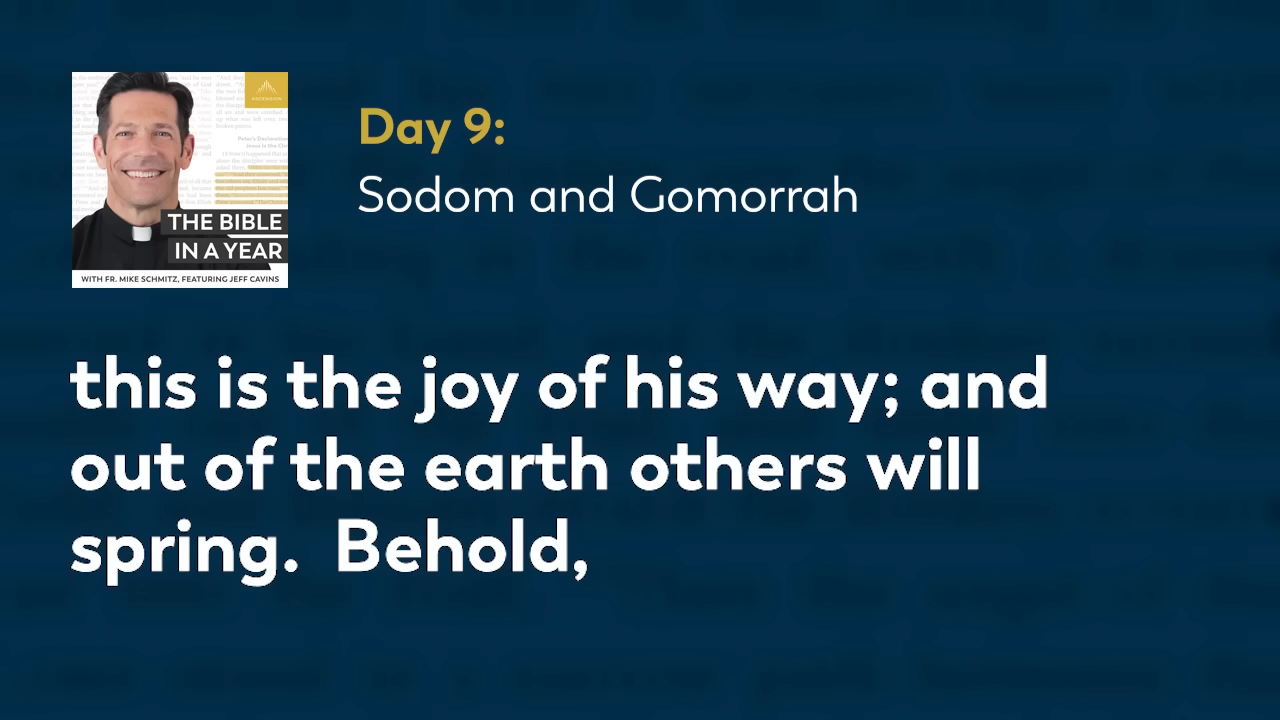 ASCENSION
THE BIBLE
IN A YEAR
WITH FR. MIKE SCHMITZ, FEATURING JEFF CAVINS
Day 9:
Sodom and Gomorrah
this is the joy of his way; and
out of the earth others will
spring.  Behold,